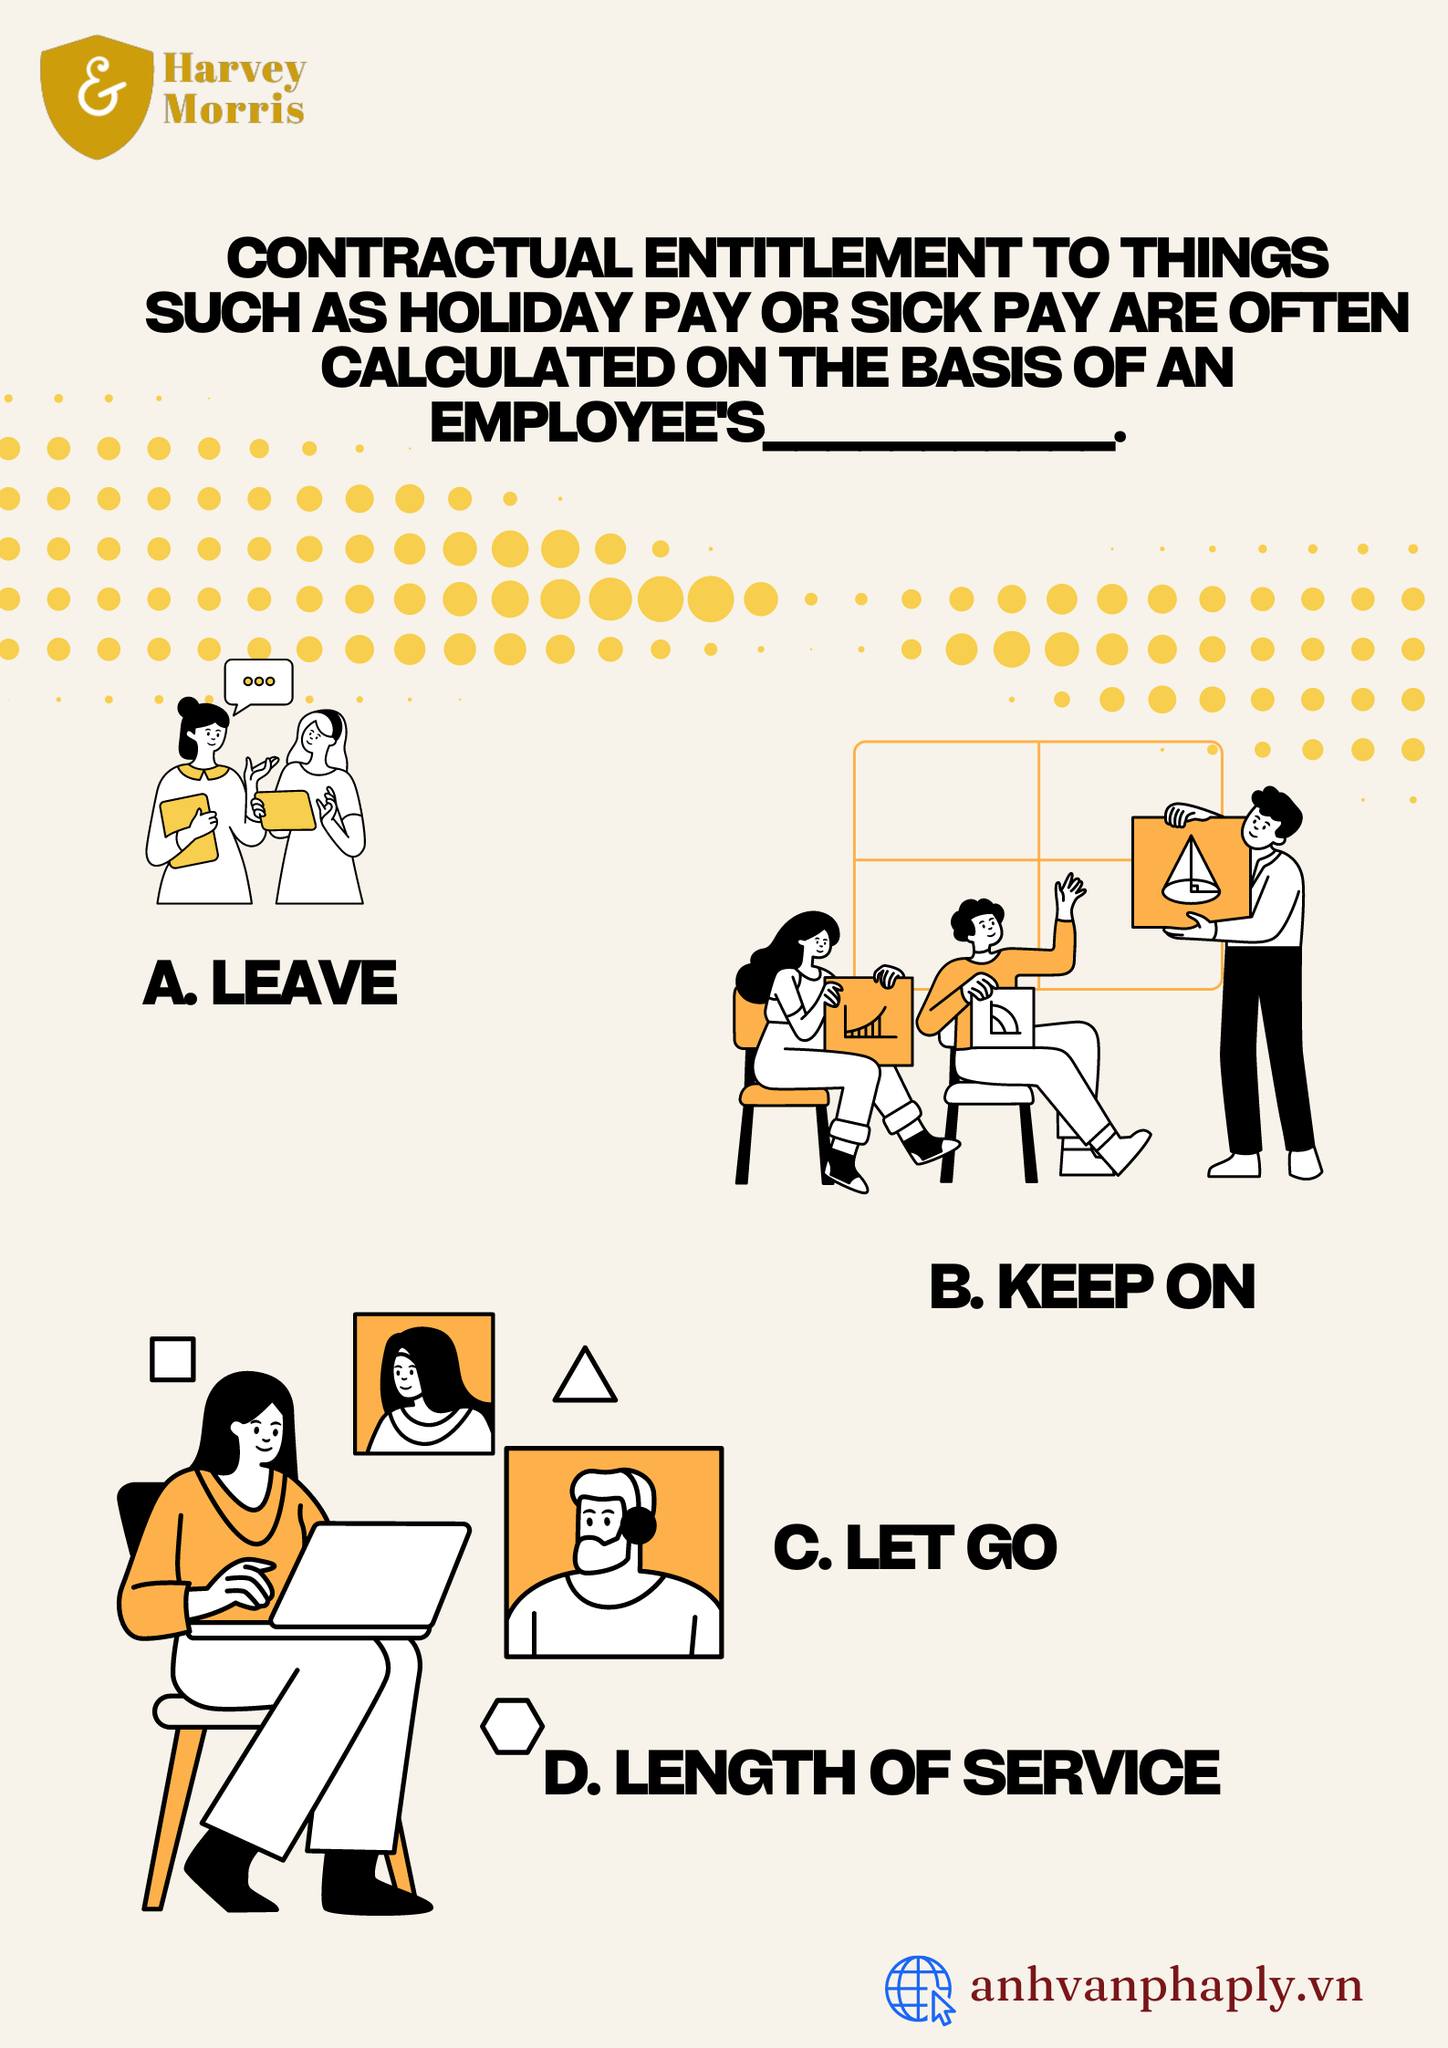 &
Harvey
Morris
CONTRACTUAL ENTITLEMENT TO THINGS
SUCH AS HOLIDAY PAY OR SICK PAY ARE OFTEN
CALCULATED ON THE BASIS OF AN
EMPLOYEE'S___________.
A. LEAVE
B. KEEP ON
C. LET GO
D. LENGTH OF SERVICE
anhvanphaply.vn